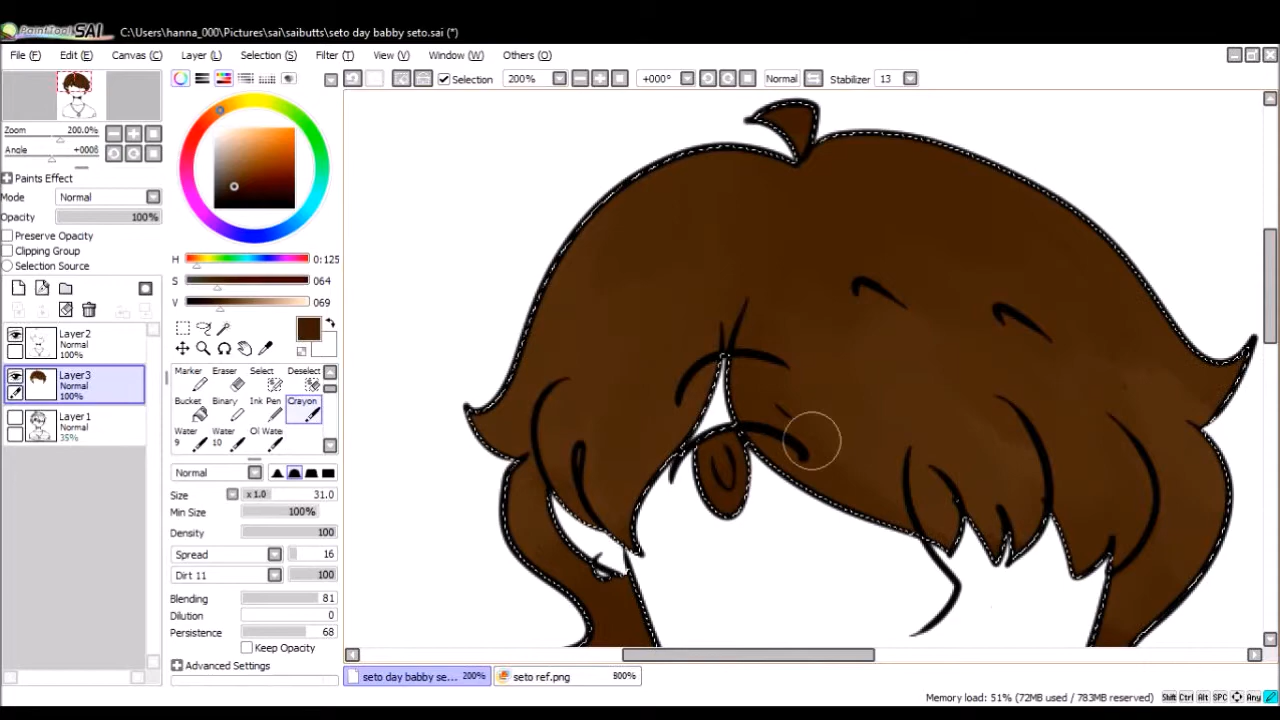 PaintTool SAI C:\Users\hanna_000\Pictures\sai\saibutts\seto day babby seto.sai (*)
File (F) Edit (E) Canvas (C) Layer (L) Selection (S) Filter (T) View (V) Window (W) Others (O)
Selection 200% +000° Normal Stabilizer 13
Zoom 200.0%
Angle +000
Paints Effect
Mode Normal
Opacity 100%
Preserve Opacity
Clipping Group
Selection Source
Layer2
Normal
100%
Layer3
Normal
100%
Layer1
Normal
35%
H 0:125
S 064
V 069
Marker Eraser Select Deselect
Bucket Binary Ink Pen Crayon
Water 9 Water 10 Ol Wate
Normal
Size x 1.0 31.0
Min Size 100%
Density 100
Spread 16
Dirt 11 100
Blending 81
Dilution 0
Persistence 68
Keep Opacity
Advanced Settings
seto day babby se... 200% seto ref.png 800%
Memory load: 51% (72MB used / 783MB reserved) Shift Ctrl Alt SPC Any